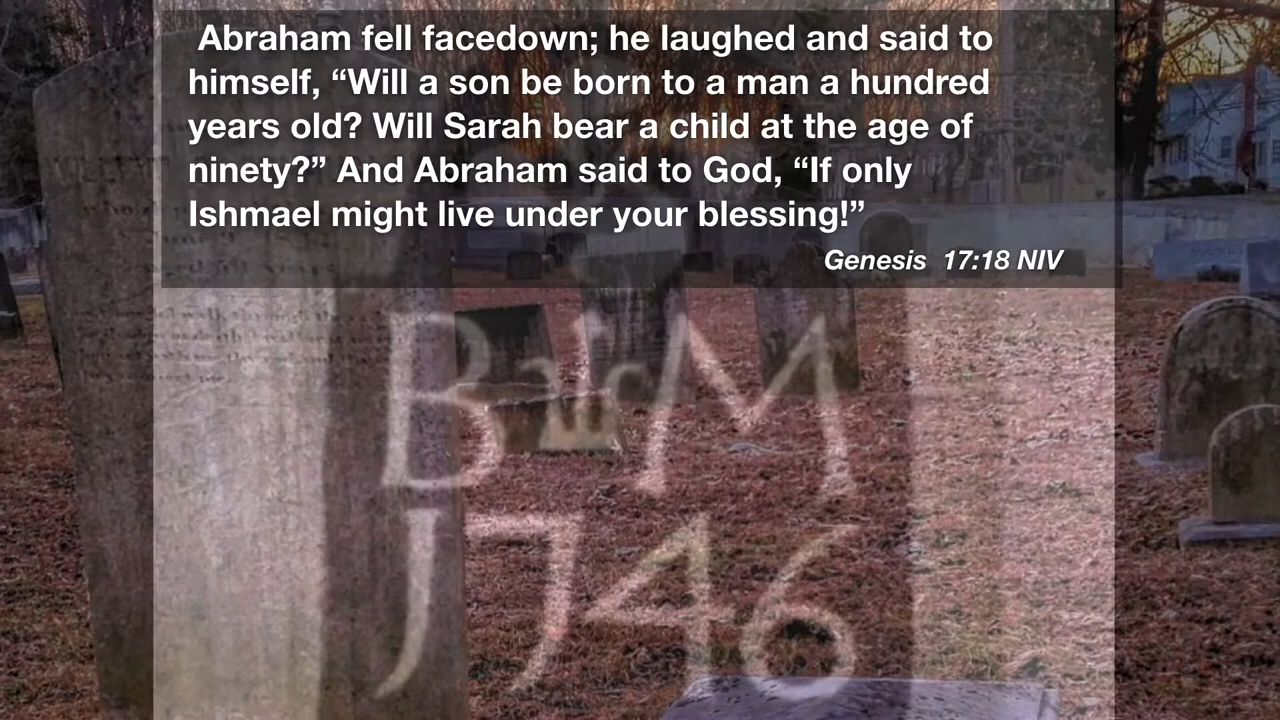 Abraham fell facedown; he laughed and said to
himself, “Will a son be born to a man a hundred
years old? Will Sarah bear a child at the age of
ninety?” And Abraham said to God, “If only
Ishmael might live under your blessing!”
Genesis 17:18 NIV
B M
1746